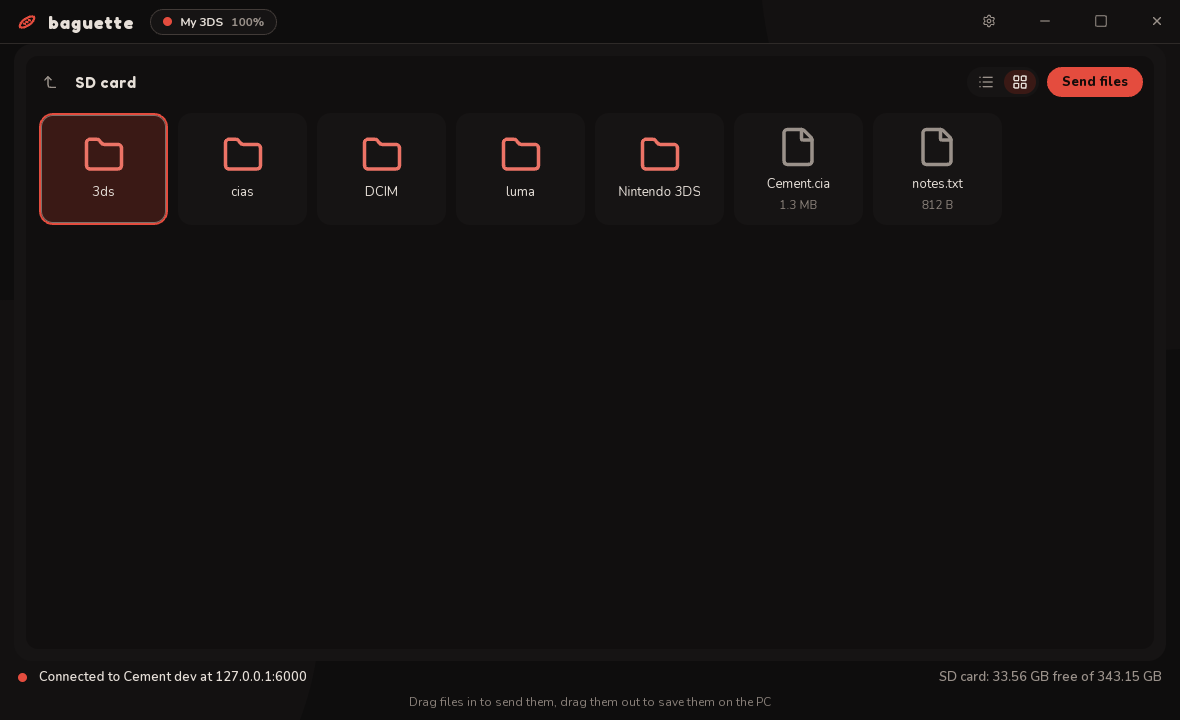 baguette
My 3DS 100%
SD card
Send files
3ds
cias
DCIM
luma
Nintendo 3DS
Cement.cia
1.3 MB
notes.txt
812 B
Connected to Cement dev at 127.0.0.1:6000
SD card: 33.56 GB free of 343.15 GB
Drag files in to send them, drag them out to save them on the PC